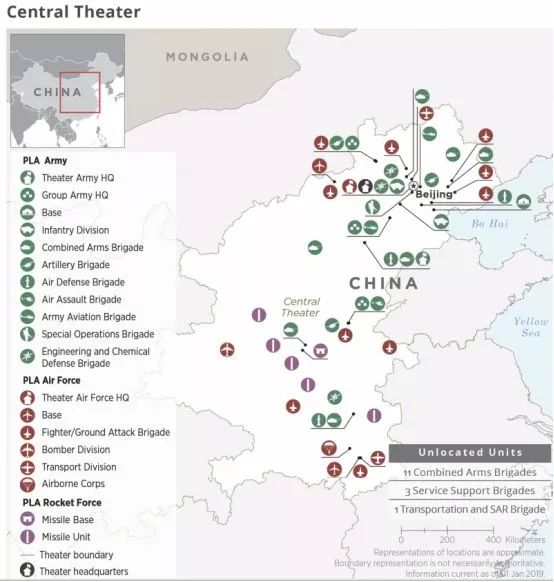 Central Theater
MONGOLIA
CHINA
PLA Army
Theater Army HQ
Group Army HQ
Base
Infantry Division
Combined Arms Brigade
Artillery Brigade
Air Defense Brigade
Air Assault Brigade
Army Aviation Brigade
Special Operations Brigade
Engineering and Chemical
Defense Brigade
PLA Air Force
Theater Air Force HQ
Base
Fighter/Ground Attack Brigade
Bomber Division
Transport Division
Airborne Corps
PLA Rocket Force
Missile Base
Missile Unit
Theater boundary
Theater headquarters
Beijing
Bo Hai
CHINA
Central
Theater
Yellow
Sea
Unlocated Units
11 Combined Arms Brigades
3 Service Support Brigades
1 Transportation and SAR Brigade
0 200 400 Kilometers
Representations of locations are approximate.
Boundary representation is not necessarily
Information current as of 01 Jan 2019.